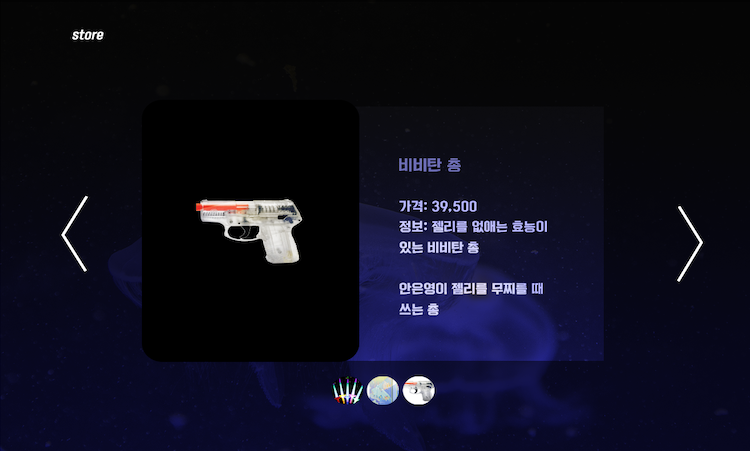 store
비비탄 총
가격: 39,500
정보: 젤리를 없애는 효능이
있는 비비탄 총
안은영이 젤리를 무찌를 때
쓰는 총